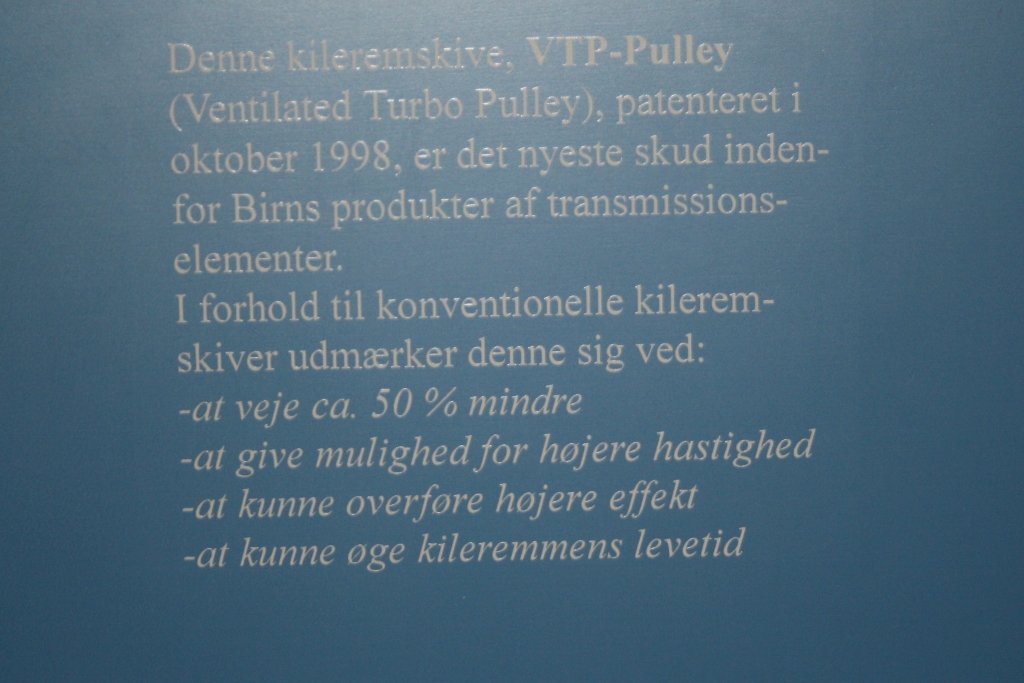 Denne kileremskive, VTP-Pulley
(Ventilated Turbo Pulley), patenteret i
oktober 1998, er det nyeste skud inden-
for Birns produkter af transmissions-
elementer.
I forhold til konventionelle kilerem-
skiver udmærker denne sig ved:
-at veje ca. 50 % mindre
-at give mulighed for højere hastighed
-at kunne overføre højere effekt
-at kunne øge kileremmens levetid